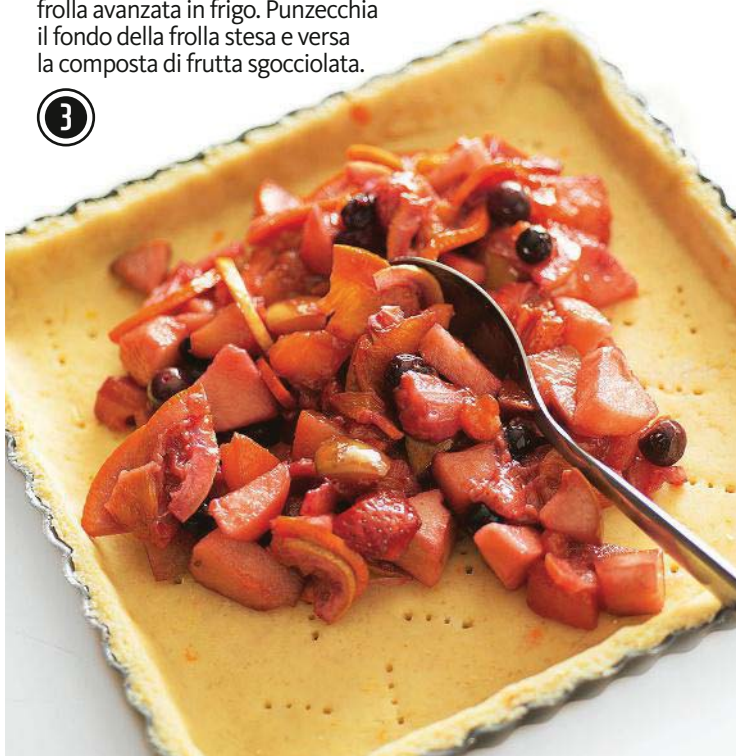 frolla avanzata in frigo. Punzecchia
il fondo della frolla stesa e versa
la composta di frutta sgocciolata.
3